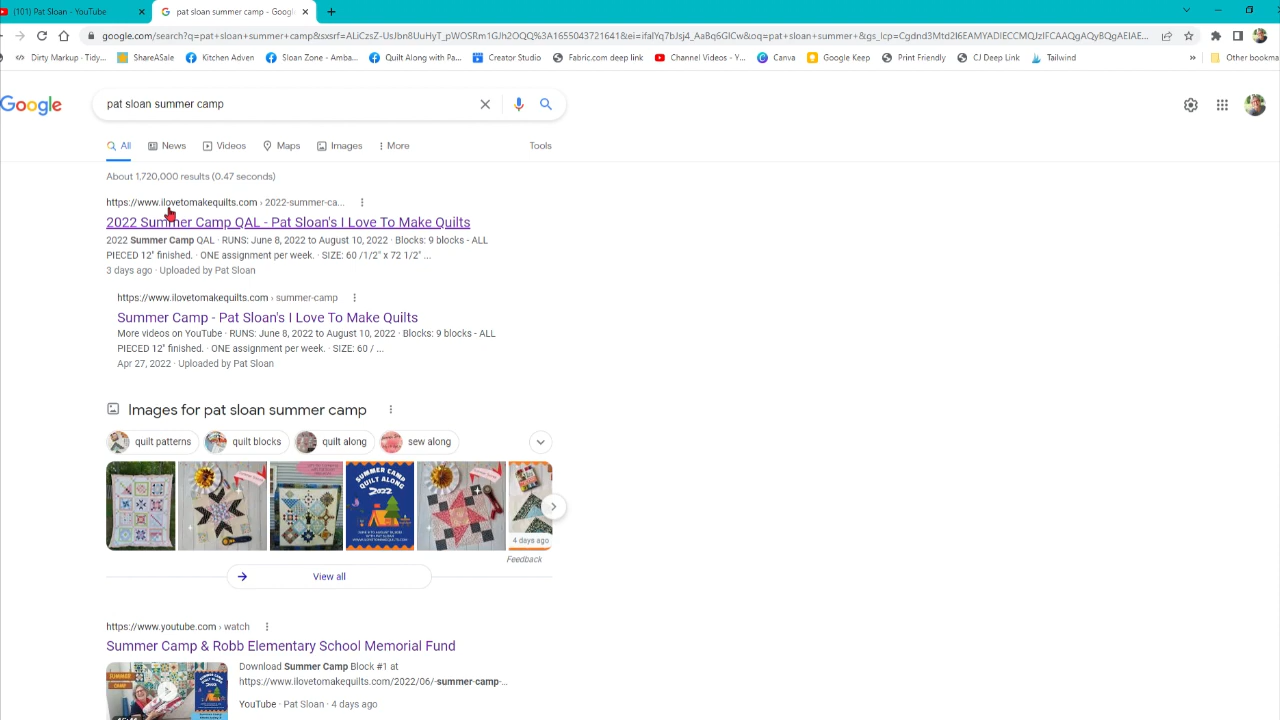 (101) Pat Sloan - YouTube
pat sloan summer camp - Googl
google.com/search?q=pat+sloan+summer+camp&sxsrf=
Dirty Markup - Tidy... ShareASale Kitchen Adven Sloan Zone - Amba... Quilt Along with Pa... Creator Studio Fabric.com deep link Channel Videos - Y... Canva Google Keep Print Friendly CJ Deep Link Tailwind » Other bookma
Google
pat sloan summer camp
All News Videos Maps Images More Tools
About 1,720,000 results (0.47 seconds)
https://www.ilovetomakequilts.com › 2022-summer-ca...
2022 Summer Camp QAL - Pat Sloan's I Love To Make Quilts
2022 Summer Camp QAL · RUNS: June 8, 2022 to August 10, 2022 · Blocks: 9 blocks - ALL
PIECED 12" finished. · ONE assignment per week. · SIZE: 60 /1/2" x 72 1/2" ...
3 days ago · Uploaded by Pat Sloan
https://www.ilovetomakequilts.com › summer-camp
Summer Camp - Pat Sloan's I Love To Make Quilts
More videos on YouTube · RUNS: June 8, 2022 to August 10, 2022 · Blocks: 9 blocks - ALL
PIECED 12" finished. · ONE assignment per week. · SIZE: 60 / ...
Apr 27, 2022 · Uploaded by Pat Sloan
Images for pat sloan summer camp
quilt patterns quilt blocks quilt along sew along
SUMMER CAMP
QUILT ALONG
2022
4 days ago
Feedback
View all
https://www.youtube.com › watch
Summer Camp & Robb Elementary School Memorial Fund
Download Summer Camp Block #1 at
https://www.ilovetomakequilts.com/2022/06/-summer-camp-...
YouTube · Pat Sloan · 4 days ago
SUMMER
CAMP